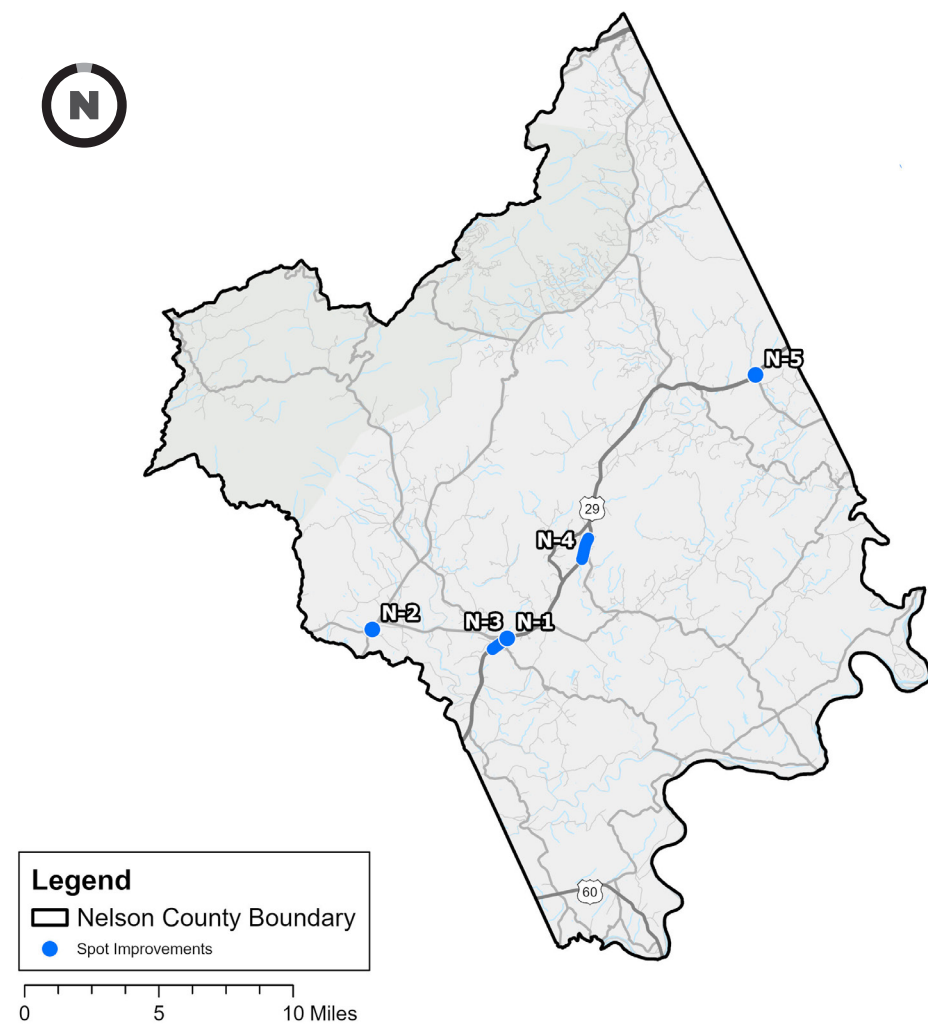 N
N-5
29
N-4
N-2
N-3 N-1
60
Legend
Nelson County Boundary
Spot Improvements
0 5 10 Miles